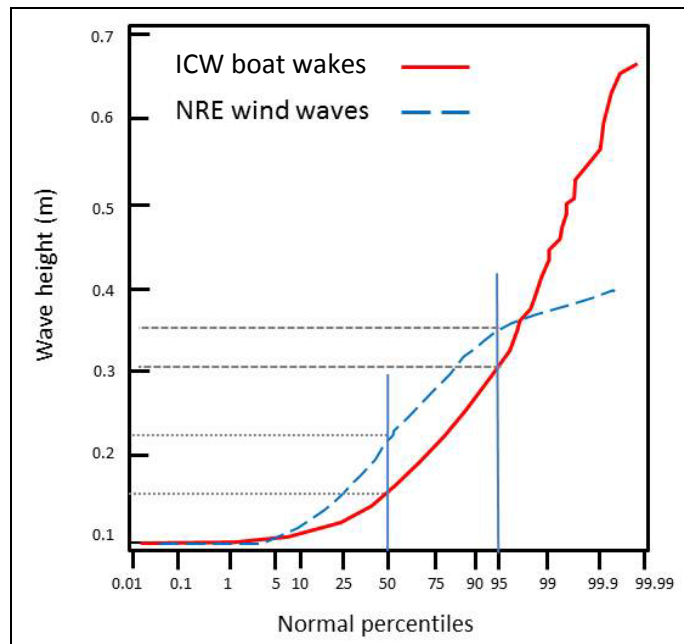 0.7
ICW boat wakes
NRE wind waves
0.6
0.5
0.4
0.3
0.2
0.1
Wave height (m)
0.01 0.1 1 5 10 25 50 75 90 95 99 99.9 99.99
Normal percentiles